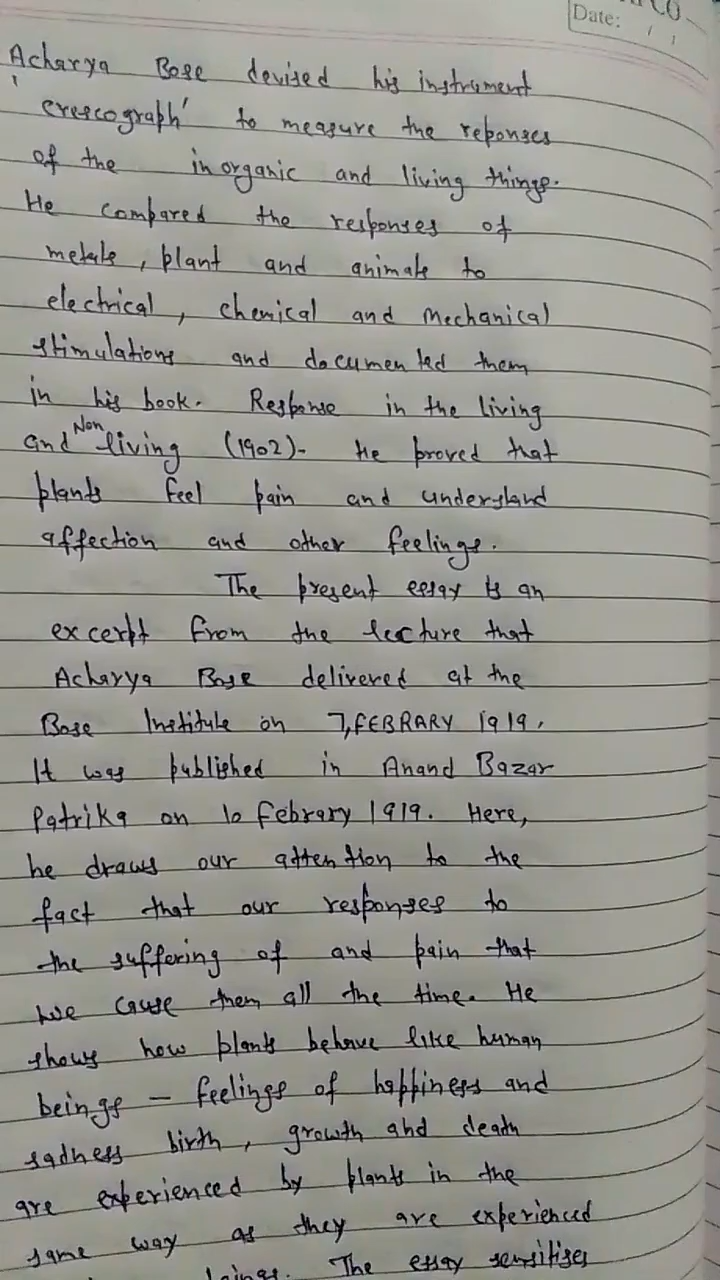 Date: / /
Acharya Bose devised his instrument
'crescograph' to measure the reponses
of the inorganic and living things.
He compared the responses of
metals, plant and animals to
electrical, chemical and Mechanical
stimulations and documented them
in his book. Response in the living
and Non living (1902). He proved that
plants feel pain and understand
affection and other feelings.
The present essay is an
excerpt from the lecture that
Acharya Bose delivered at the
Bose Institute on 7, FEBRARY 1919.
It was published in Anand Bazar
Patrika on 10 Febrary 1919. Here,
he draws our attention to the
fact that our responses to
the suffering of and pain that
we cause them all the time. He
shows how plants behave like human
beings – feelings of happiness and
sadness birth, growth and death
are experienced by plants in the
same way as they are experienced
The essay sensitises